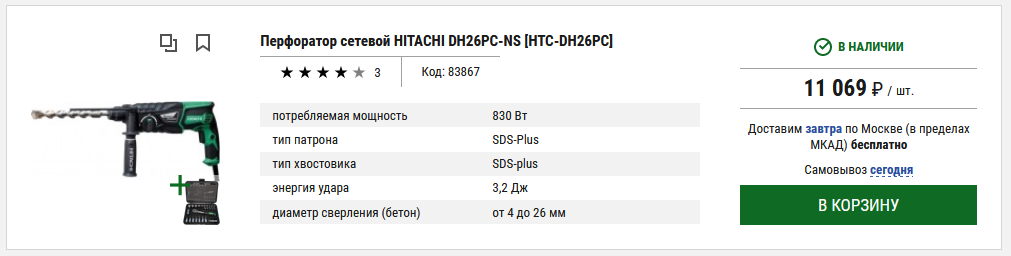 Перфоратор сетевой HITACHI DH26PC-NS [HTC-DH26PC]
3
Код: 83867
потребляемая мощность 830 Вт
тип патрона SDS-Plus
тип хвостовика SDS-plus
энергия удара 3,2 Дж
диаметр сверления (бетон) от 4 до 26 мм
В НАЛИЧИИ
11 069 ₽ / шт.
Доставим завтра по Москве (в пределах
МКАД) бесплатно
Самовывоз сегодня
В КОРЗИНУ